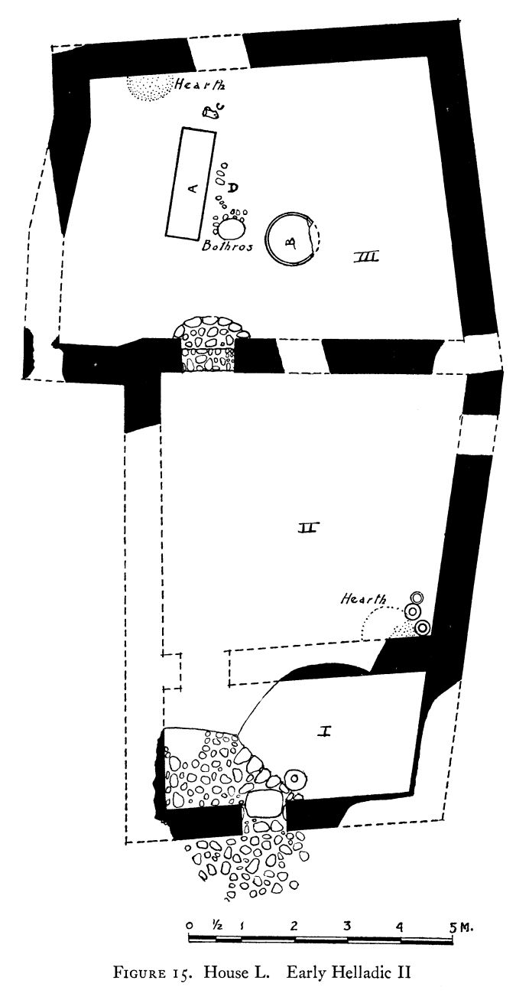 Hearth
C
A
D
Bothros
B
III
II
Hearth
I
0 ½ 1 2 3 4 5 M.
FIGURE 15. House L. Early Helladic II